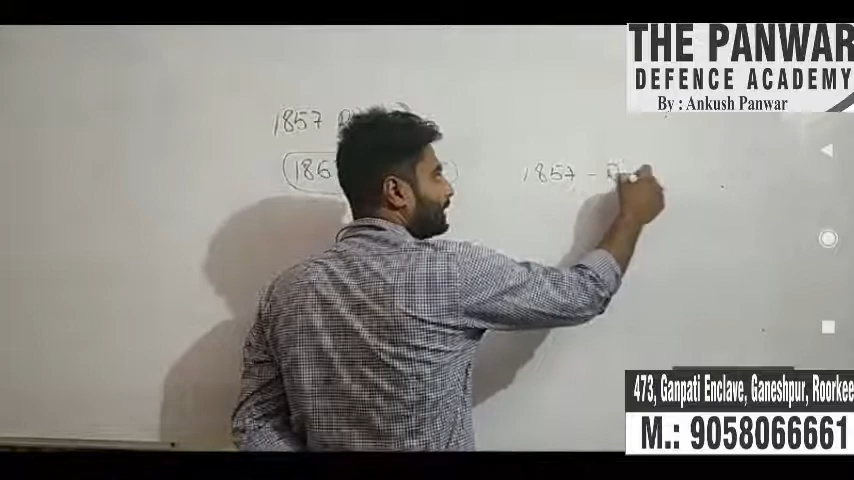 THE PANWAR
DEFENCE ACADEMY
By : Ankush Panwar
1857
1857 -
473, Ganpati Enclave, Ganeshpur, Roorkee
M.: 9058066661